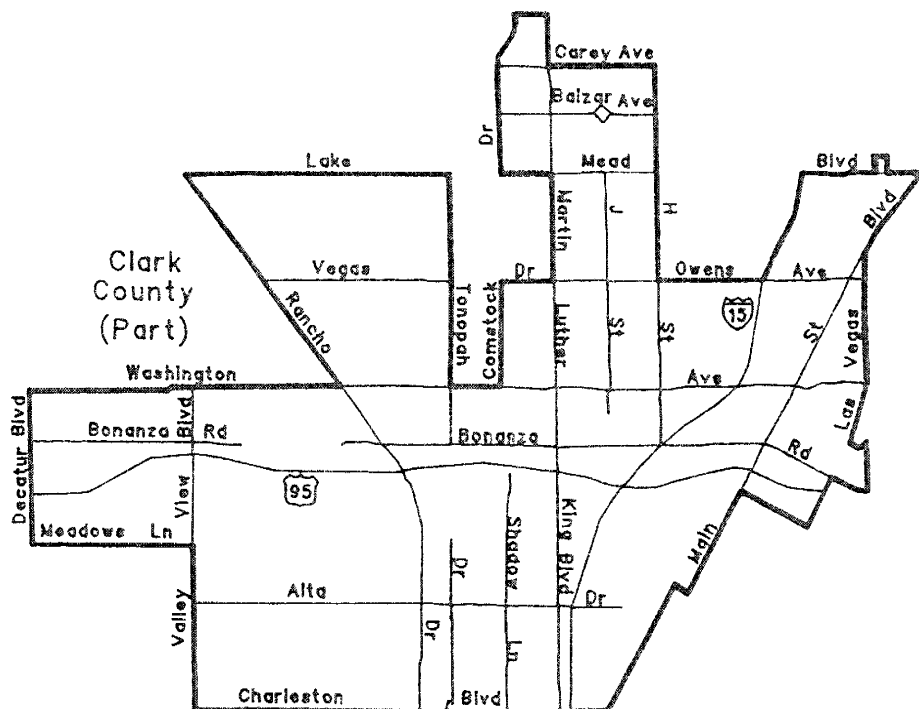 Carey Ave
Balzar Ave
Dr
Lake
Mead
Blvd
Blvd
Martin
J
H
Clark
County
(Part)
Vegas
Dr
Owens
Ave
Rancho
Tonopah
Comstock
Luther
St
St
15
St
Vegas
Washington
Ave
Decatur Blvd
Bonanza
Rd
Blvd
Bonanza
Rd
Las
95
View
Meadows Ln
Shadow
King Blvd
Main
Alta
Dr
Dr
Valley
Dr
Ln
Charleston
Blvd